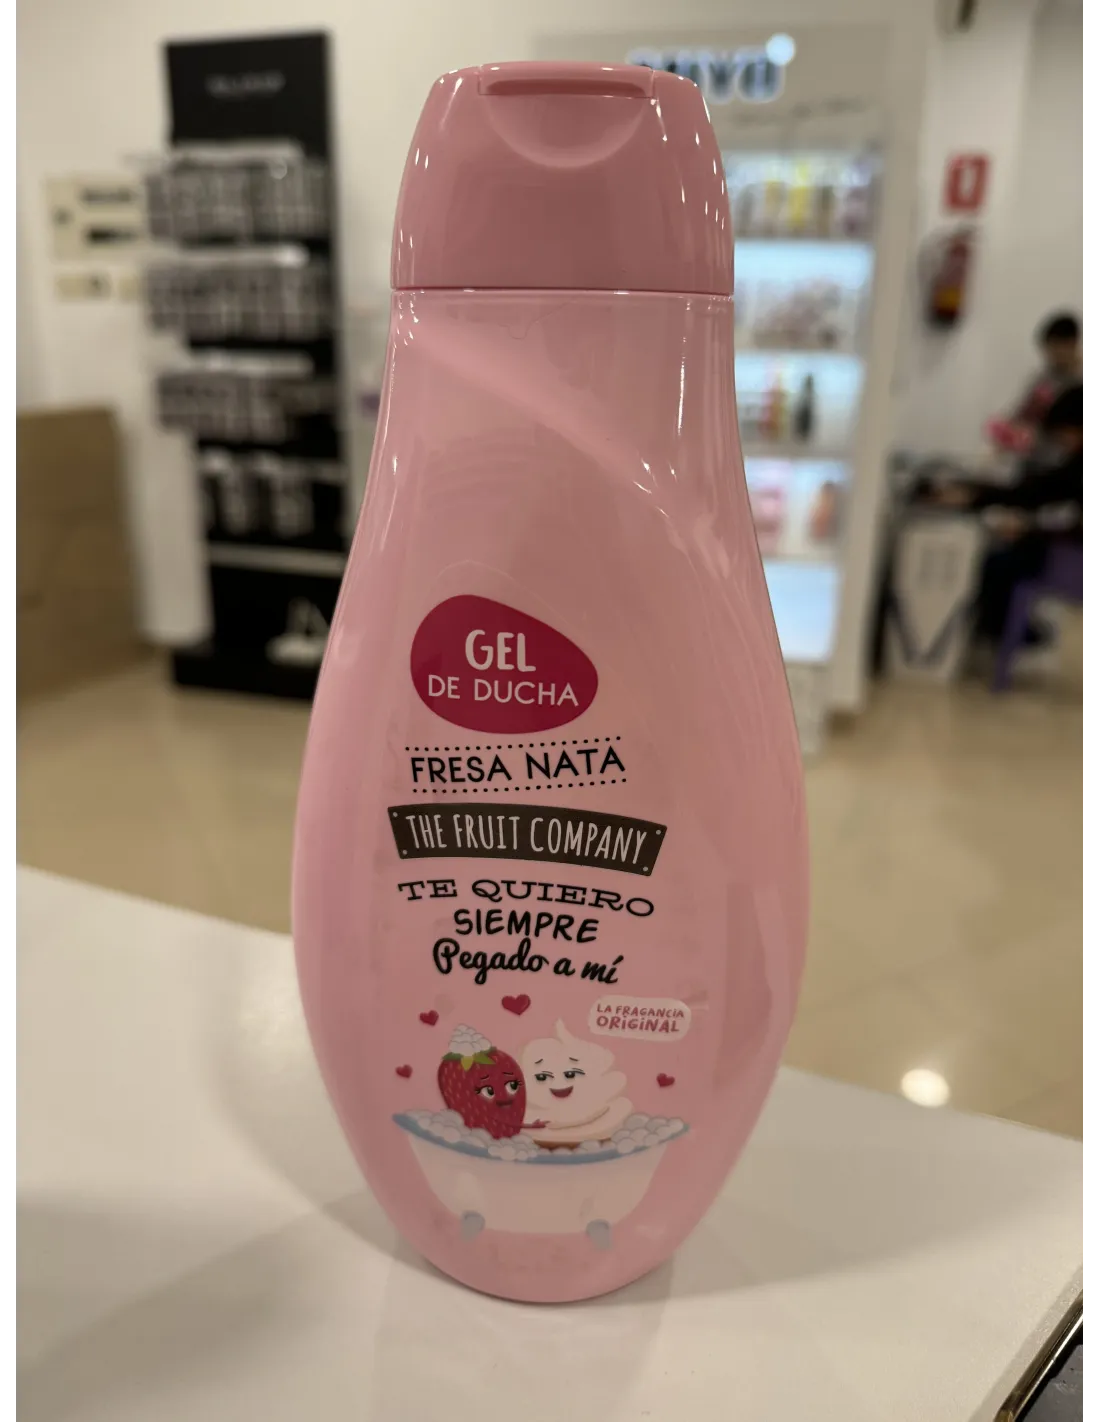 GEL
DE DUCHA
FRESA NATA
THE FRUIT COMPANY
TE QUIERO
SIEMPRE
Pegado a mí
LA FRAGANCIA
ORIGINAL